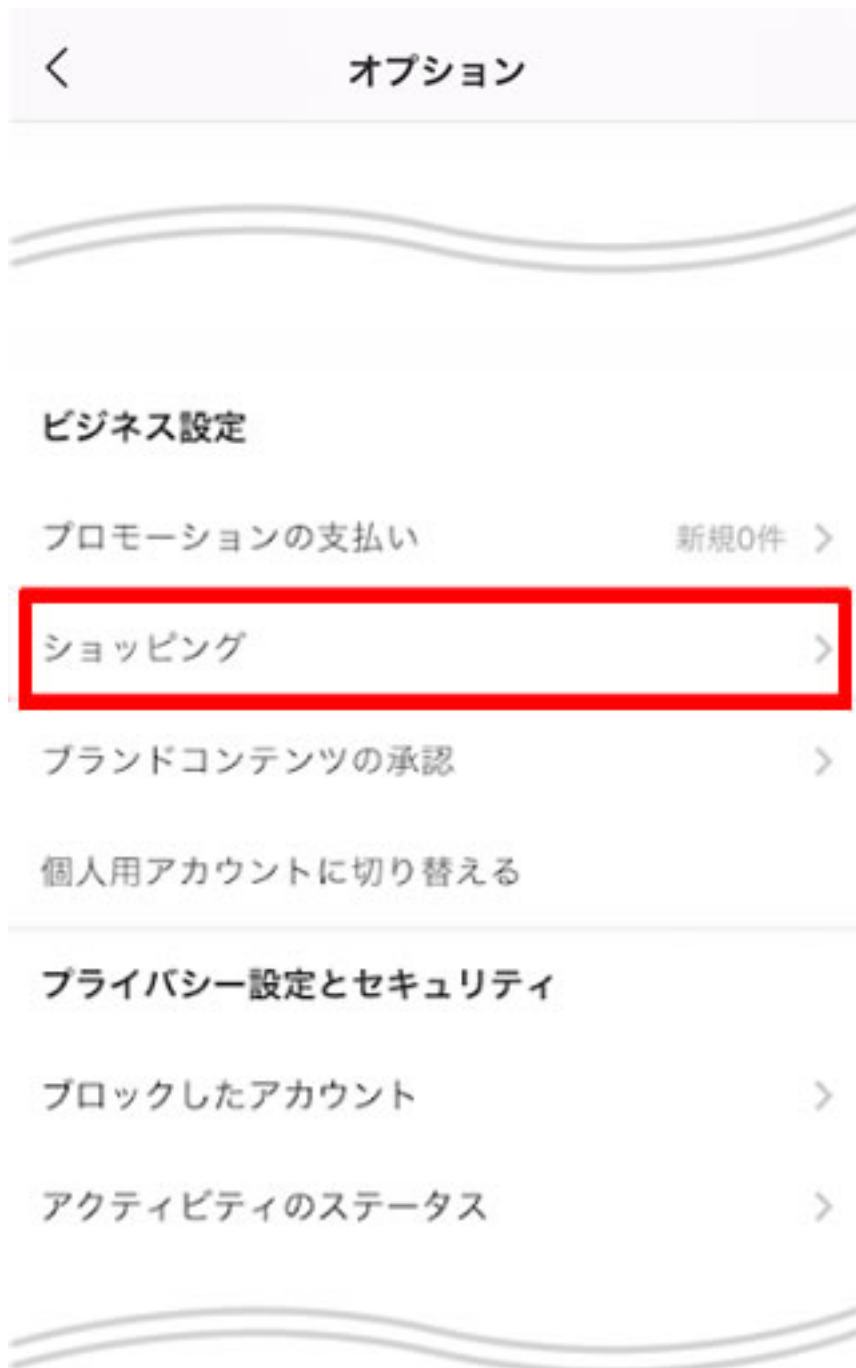 オプション
ビジネス設定
プロモーションの支払い 新規0件
ショッピング
ブランドコンテンツの承認
個人用アカウントに切り替える
プライバシー設定とセキュリティ
ブロックしたアカウント
アクティビティのステータス